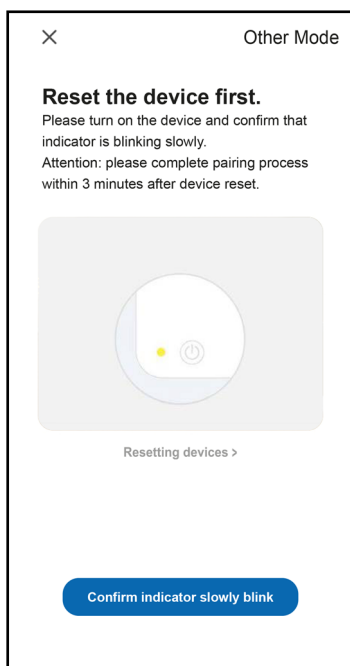 Other Mode
Reset the device first.
Please turn on the device and confirm that
indicator is blinking slowly.
Attention: please complete pairing process
within 3 minutes after device reset.
Resetting devices >
Confirm indicator slowly blink